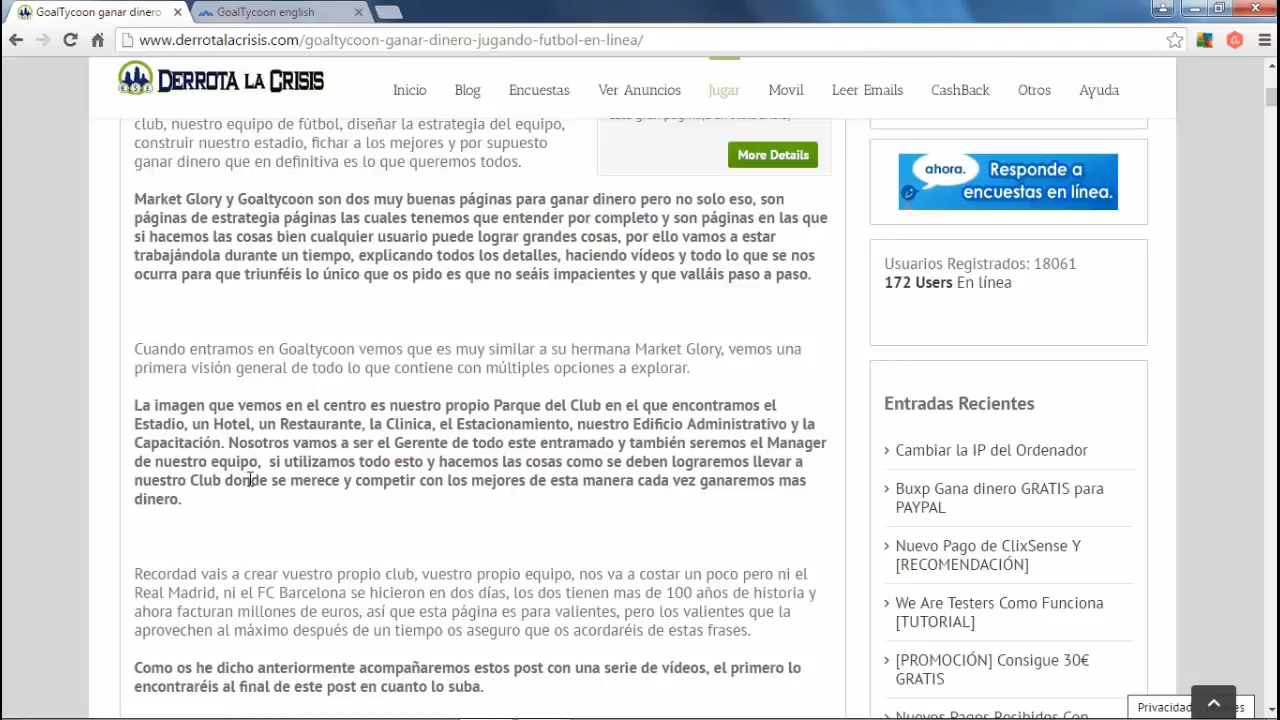 GoalTycoon ganar dinero
GoalTycoon english
www.derrotalacrisis.com/goaltycoon-ganar-dinero-jugando-futbol-en-linea/
DERROTA LA CRISIS
Inicio Blog Encuestas Ver Anuncios Jugar Movil Leer Emails CashBack Otros Ayuda
club, nuestro equipo de fútbol, diseñar la estrategia del equipo,
construir nuestro estadio, fichar a los mejores y por supuesto
ganar dinero que en definitiva es lo que queremos todos.
More Details
Market Glory y Goaltycoon son dos muy buenas páginas para ganar dinero pero no solo eso, son
páginas de estrategia páginas las cuales tenemos que entender por completo y son páginas en las que
si hacemos las cosas bien cualquier usuario puede lograr grandes cosas, por ello vamos a estar
trabajándola durante un tiempo, explicando todos los detalles, haciendo vídeos y todo lo que se nos
ocurra para que triunféis lo único que os pido es que no seáis impacientes y que valláis paso a paso.
Cuando entramos en Goaltycoon vemos que es muy similar a su hermana Market Glory, vemos una
primera visión general de todo lo que contiene con múltiples opciones a explorar.
La imagen que vemos en el centro es nuestro propio Parque del Club en el que encontramos el
Estadio, un Hotel, un Restaurante, la Clinica, el Estacionamiento, nuestro Edificio Administrativo y la
Capacitación. Nosotros vamos a ser el Gerente de todo este entramado y también seremos el Manager
de nuestro equipo, si utilizamos todo esto y hacemos las cosas como se deben lograremos llevar a
nuestro Club donde se merece y competir con los mejores de esta manera cada vez ganaremos mas
dinero.
Recordad vais a crear vuestro propio club, vuestro propio equipo, nos va a costar un poco pero ni el
Real Madrid, ni el FC Barcelona se hicieron en dos días, los dos tienen mas de 100 años de historia y
ahora facturan millones de euros, así que esta página es para valientes, pero los valientes que la
aprovechen al máximo después de un tiempo os aseguro que os acordaréis de estas frases.
Como os he dicho anteriormente acompañaremos estos post con una serie de vídeos, el primero lo
encontraréis al final de este post en cuanto lo suba.
ahora.
Responde a
encuestas en línea.
Usuarios Registrados: 18061
172 Users En línea
Entradas Recientes
Cambiar la IP del Ordenador
Buxp Gana dinero GRATIS para
PAYPAL
Nuevo Pago de ClixSense Y
[RECOMENDACIÓN]
We Are Testers Como Funciona
[TUTORIAL]
[PROMOCIÓN] Consigue 30€
GRATIS
Nuevos Pagos Recibidos Con
Privacidad